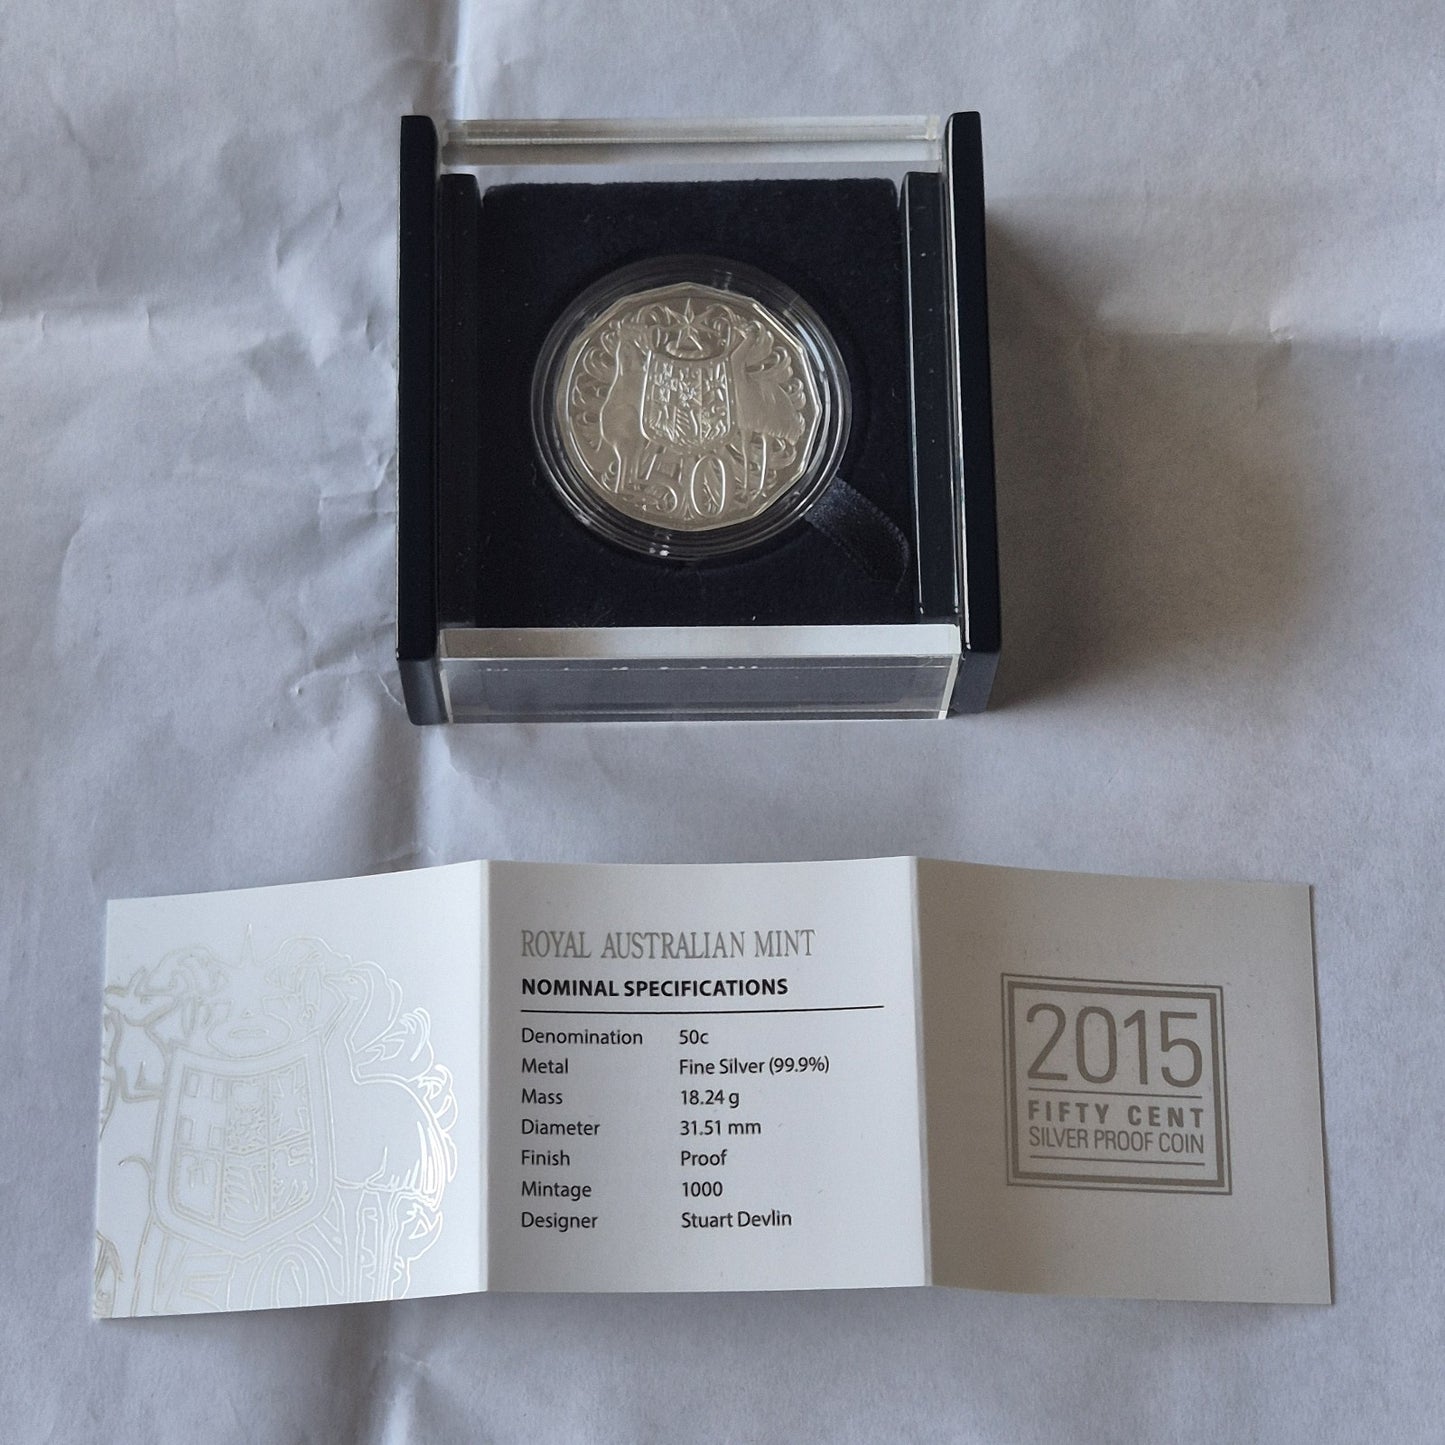 50
ROYAL AUSTRALIAN MINT
NOMINAL SPECIFICATIONS
Denomination 50c
Metal Fine Silver (99.9%)
Mass 18.24 g
Diameter 31.51 mm
Finish Proof
Mintage 1000
Designer Stuart Devlin
50
2015
FIFTY CENT
SILVER PROOF COIN